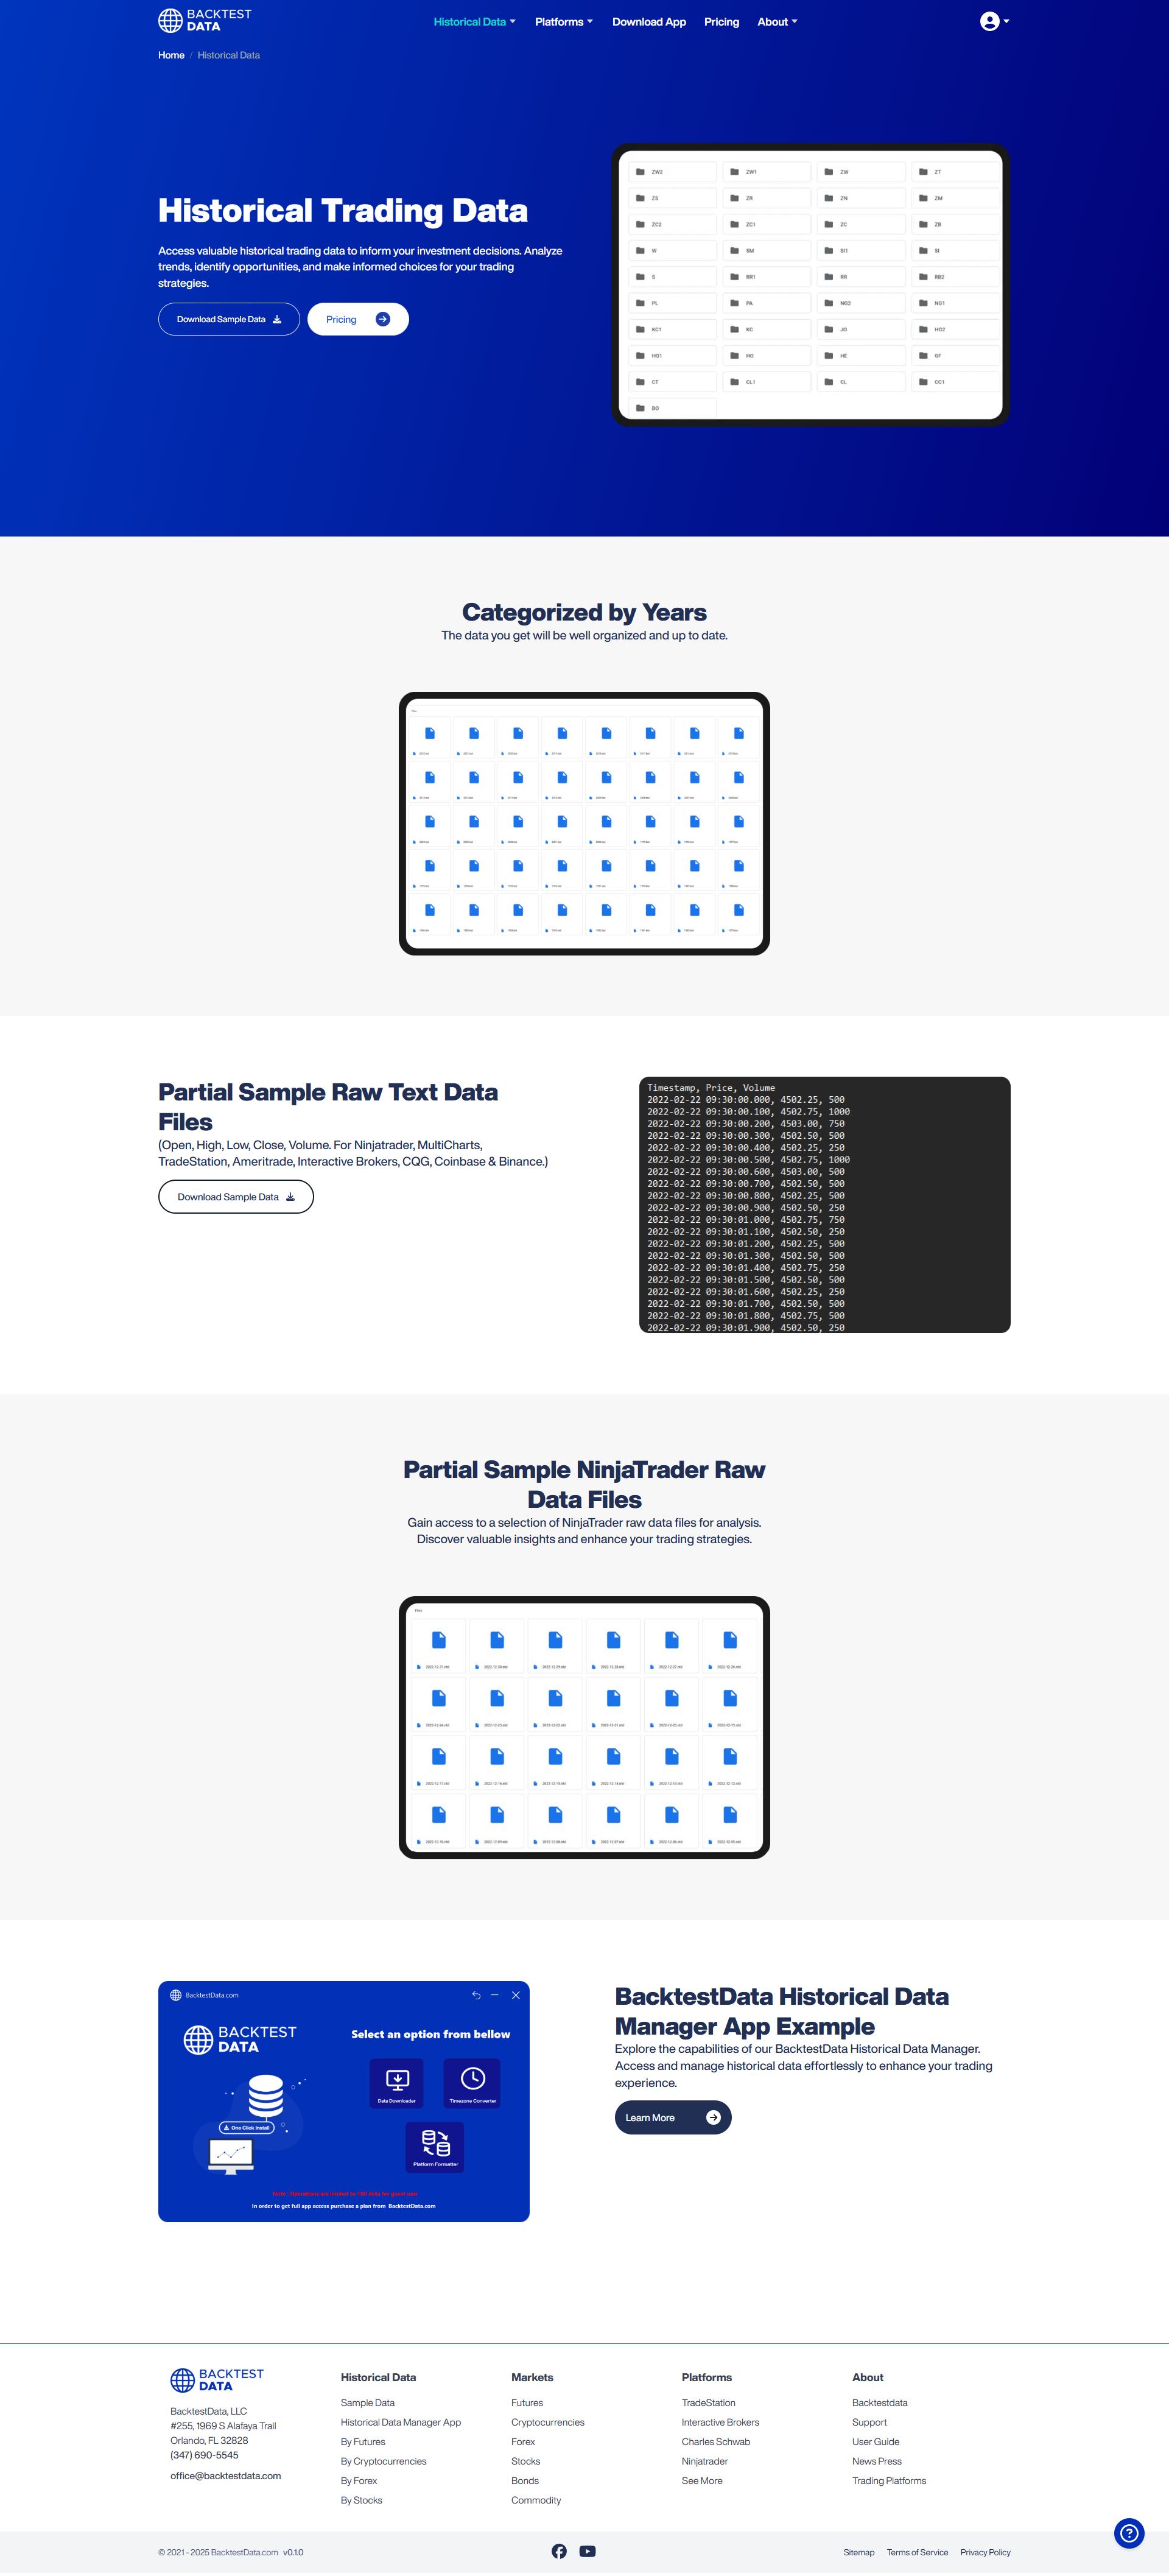 BACKTEST
DATA
Historical Data
Platforms
Download App
Pricing
About
Home / Historical Data
Historical Trading Data
Access valuable historical trading data to inform your investment decisions. Analyze
trends, identify opportunities, and make informed choices for your trading
strategies.
Download Sample Data
Pricing
ZW2 ZW1 ZW ZT
ZS ZR ZN ZM
ZC2 ZC1 ZC ZB
W SM SI1 SI
S RR1 RR RB2
PL PA NG2 NG1
KC1 KC JO HO2
HO1 HG HE GF
CT CL1 CL CC1
BO
Categorized by Years
The data you get will be well organized and up to date.
Partial Sample Raw Text Data
Files
(Open, High, Low, Close, Volume. For Ninjatrader, MultiCharts,
TradeStation, Ameritrade, Interactive Brokers, CQG, Coinbase & Binance.)
Download Sample Data
Timestamp, Price, Volume
2022-02-22 09:30:00.000, 4502.25, 500
2022-02-22 09:30:00.100, 4502.75, 1000
2022-02-22 09:30:00.200, 4503.00, 750
2022-02-22 09:30:00.300, 4502.50, 500
2022-02-22 09:30:00.400, 4502.25, 250
2022-02-22 09:30:00.500, 4502.75, 1000
2022-02-22 09:30:00.600, 4503.00, 500
2022-02-22 09:30:00.700, 4502.50, 500
2022-02-22 09:30:00.800, 4502.25, 500
2022-02-22 09:30:00.900, 4502.50, 250
2022-02-22 09:30:01.000, 4502.75, 750
2022-02-22 09:30:01.100, 4502.50, 250
2022-02-22 09:30:01.200, 4502.25, 500
2022-02-22 09:30:01.300, 4502.50, 500
2022-02-22 09:30:01.400, 4502.75, 250
2022-02-22 09:30:01.500, 4502.50, 500
2022-02-22 09:30:01.600, 4502.25, 250
2022-02-22 09:30:01.700, 4502.50, 500
2022-02-22 09:30:01.800, 4502.75, 500
2022-02-22 09:30:01.900, 4502.50, 250
Partial Sample NinjaTrader Raw
Data Files
Gain access to a selection of NinjaTrader raw data files for analysis.
Discover valuable insights and enhance your trading strategies.
Files
BacktestData.com
BACKTEST
DATA
Select an option from bellow
Data Downloader
Timezone Converter
One Click Install
Platform Formatter
In order to get full app access purchase a plan from BacktestData.com
BacktestData Historical Data
Manager App Example
Explore the capabilities of our BacktestData Historical Data Manager.
Access and manage historical data effortlessly to enhance your trading
experience.
Learn More
BACKTEST
DATA
BacktestData, LLC
#255, 1969 S Alafaya Trail
Orlando, FL 32828
(347) 690-5545
office@backtestdata.com
Historical Data
Sample Data
Historical Data Manager App
By Futures
By Cryptocurrencies
By Forex
By Stocks
Markets
Futures
Cryptocurrencies
Forex
Stocks
Bonds
Commodity
Platforms
TradeStation
Interactive Brokers
Charles Schwab
Ninjatrader
See More
About
Backtestdata
Support
User Guide
News Press
Trading Platforms
© 2021 - 2025 BacktestData.com v0.1.0
Sitemap
Terms of Service
Privacy Policy